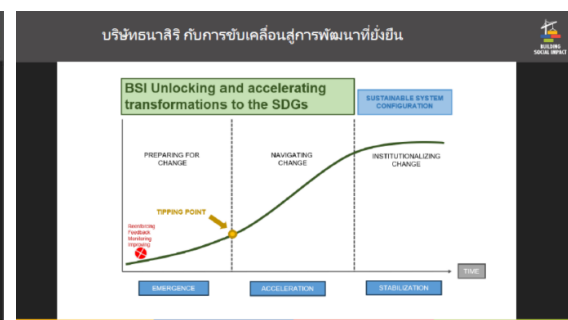 บริษัทธนาสิริ กับการขับเคลื่อนสู่การพัฒนาที่ยั่งยืน
BUILDING
SOCIAL IMPACT
BSI Unlocking and accelerating
transformations to the SDGs
SUSTAINABLE SYSTEM
CONFIGURATION
PREPARING FOR
CHANGE
NAVIGATING
CHANGE
INSTITUTIONALIZING
CHANGE
TIPPING POINT
Reinforcing
Feedback
Monitoring
Improving
TIME
EMERGENCE
ACCELERATION
STABILIZATION